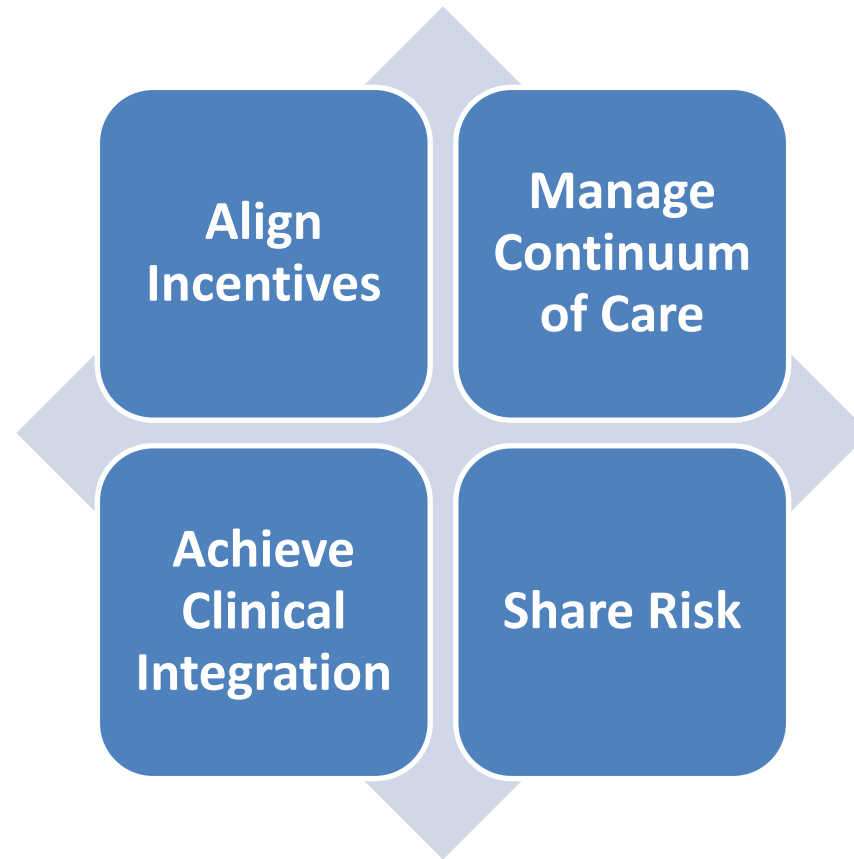 Align
Incentives
Manage
Continuum
of Care
Achieve
Clinical
Integration
Share Risk